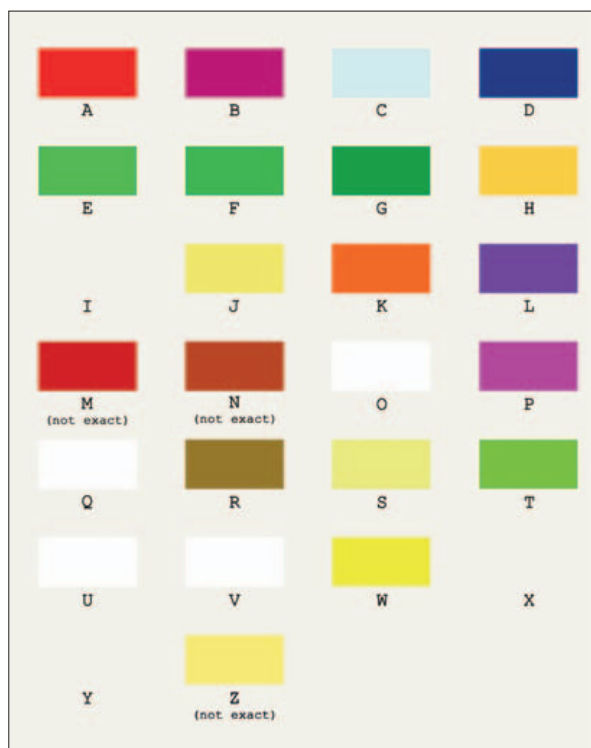 A B C D
E F G H
I J K L
M N O P
(not exact) (not exact)
Q R S T
U V W X
Y Z
(not exact)